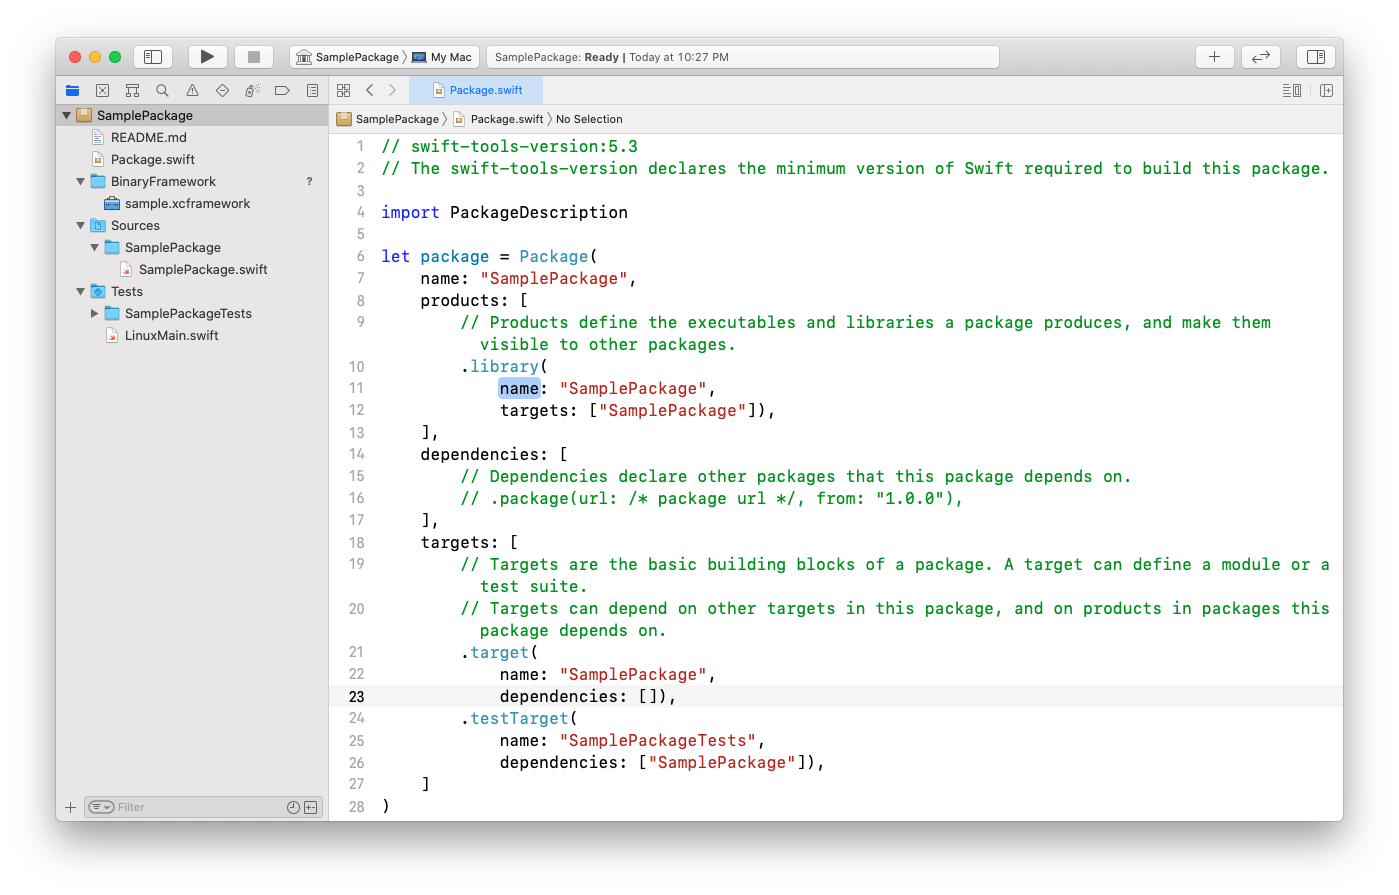 SamplePackage My Mac
SamplePackage: Ready | Today at 10:27 PM
Package.swift
SamplePackage
README.md
Package.swift
BinaryFramework ?
sample.xcframework
Sources
SamplePackage
SamplePackage.swift
Tests
SamplePackageTests
LinuxMain.swift
Filter
SamplePackage Package.swift No Selection
1 // swift-tools-version:5.3
2 // The swift-tools-version declares the minimum version of Swift required to build this package.
3
4 import PackageDescription
5
6 let package = Package(
7 name: "SamplePackage",
8 products: [
9 // Products define the executables and libraries a package produces, and make them
visible to other packages.
10 .library(
11 name: "SamplePackage",
12 targets: ["SamplePackage"]),
13 ],
14 dependencies: [
15 // Dependencies declare other packages that this package depends on.
16 // .package(url: /* package url */, from: "1.0.0"),
17 ],
18 targets: [
19 // Targets are the basic building blocks of a package. A target can define a module or a
test suite.
20 // Targets can depend on other targets in this package, and on products in packages this
package depends on.
21 .target(
22 name: "SamplePackage",
23 dependencies: []),
24 .testTarget(
25 name: "SamplePackageTests",
26 dependencies: ["SamplePackage"]),
27 ]
28 )